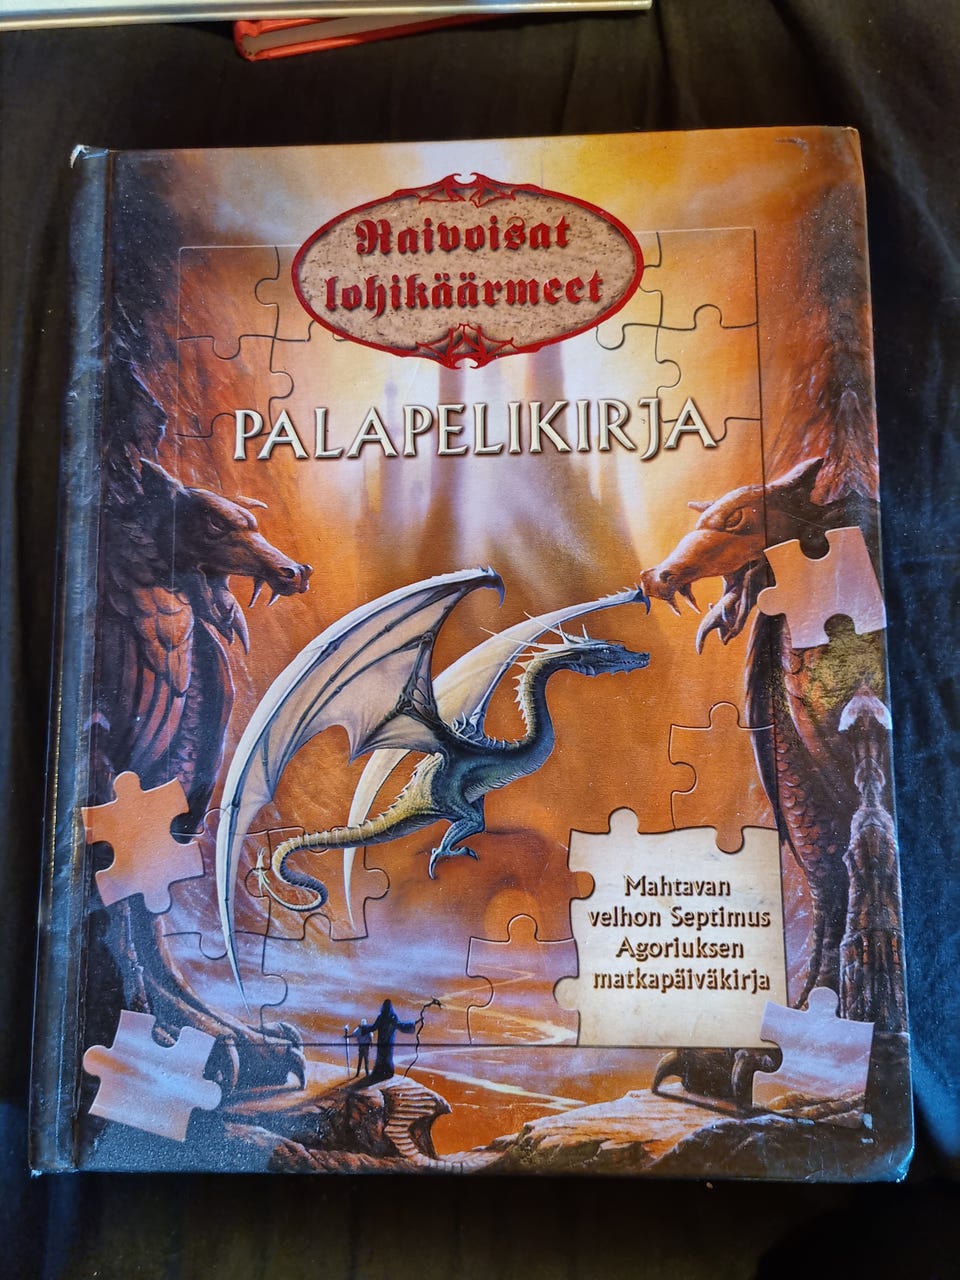 Raivoisat
lohikäärmeet
PALAPELIKIRJA
Mahtavan
velhon Septimus
Agoriuksen
matkapäiväkirja